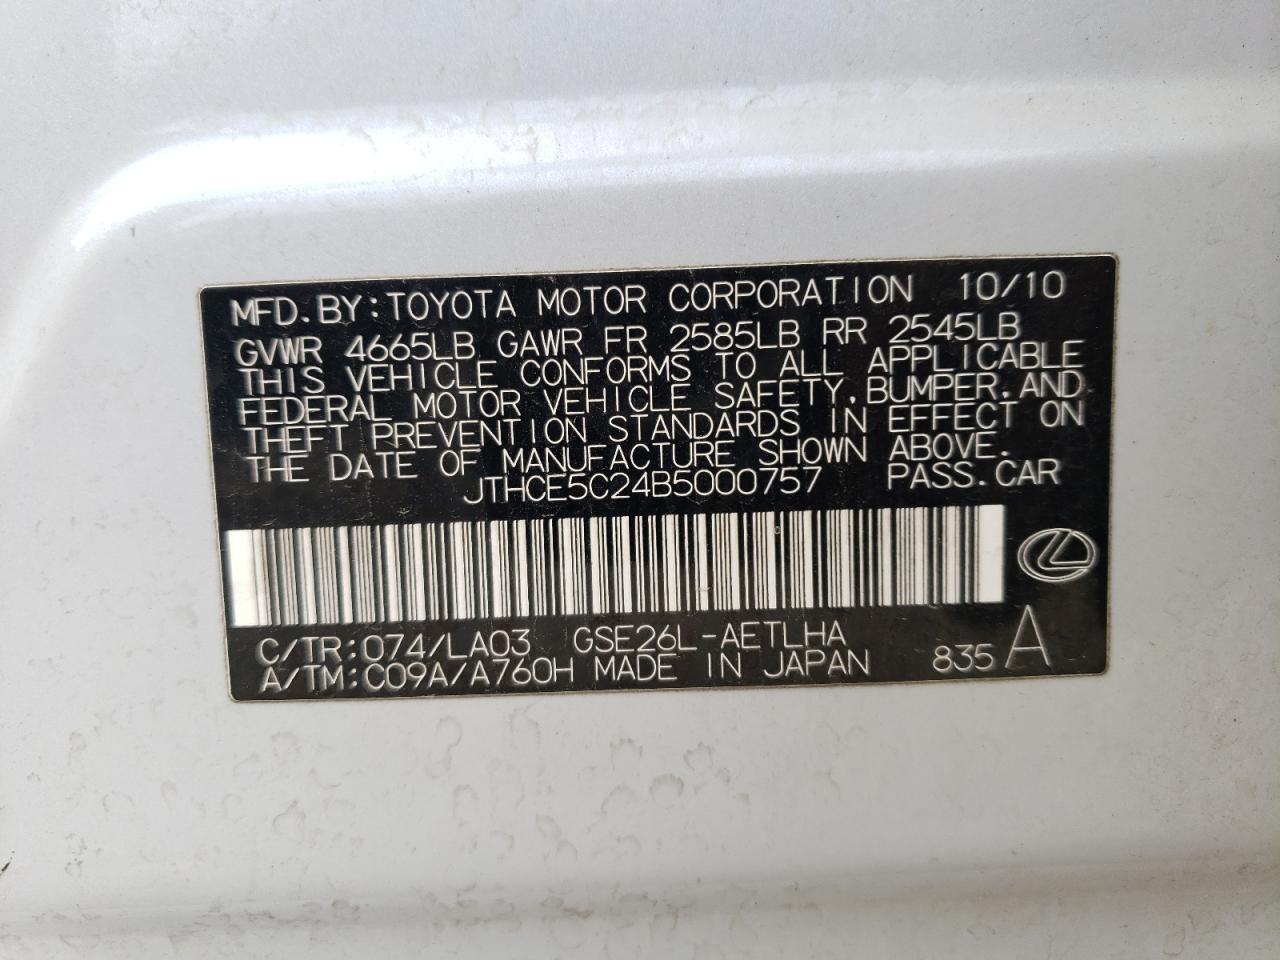 MFD. BY: TOYOTA MOTOR CORPORATION 10/10
GVWR 4665LB GAWR FR 2585LB RR 2545LB
THIS VEHICLE CONFORMS TO ALL APPLICABLE
FEDERAL MOTOR VEHICLE SAFETY, BUMPER, AND
THEFT PREVENTION STANDARDS IN EFFECT ON
THE DATE OF MANUFACTURE SHOWN ABOVE.
JTHCE5C24B5000757 PASS. CAR
C/TR: 074/LA03 GSE26L-AETLHA
A/TM: C09A/A760H MADE IN JAPAN 835 A